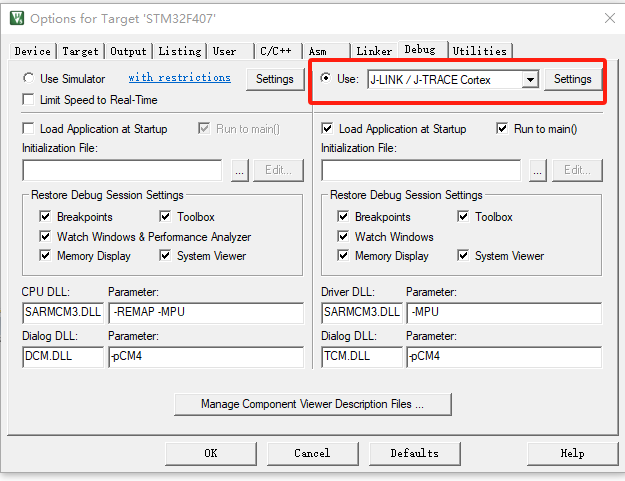 Options for Target 'STM32F407'
Device Target Output Listing User C/C++ Asm Linker Debug Utilities
Use Simulator with restrictions Settings
Use: J-LINK / J-TRACE Cortex Settings
Limit Speed to Real-Time
Load Application at Startup Run to main()
Initialization File:
... Edit...
Restore Debug Session Settings
Breakpoints Toolbox
Watch Windows & Performance Analyzer
Memory Display System Viewer
CPU DLL: Parameter:
SARMCM3.DLL -REMAP -MPU
Dialog DLL: Parameter:
DCM.DLL -pCM4
Load Application at Startup Run to main()
Initialization File:
... Edit...
Restore Debug Session Settings
Breakpoints Toolbox
Watch Windows
Memory Display System Viewer
Driver DLL: Parameter:
SARMCM3.DLL -MPU
Dialog DLL: Parameter:
TCM.DLL -pCM4
Manage Component Viewer Description Files ...
OK Cancel Defaults Help